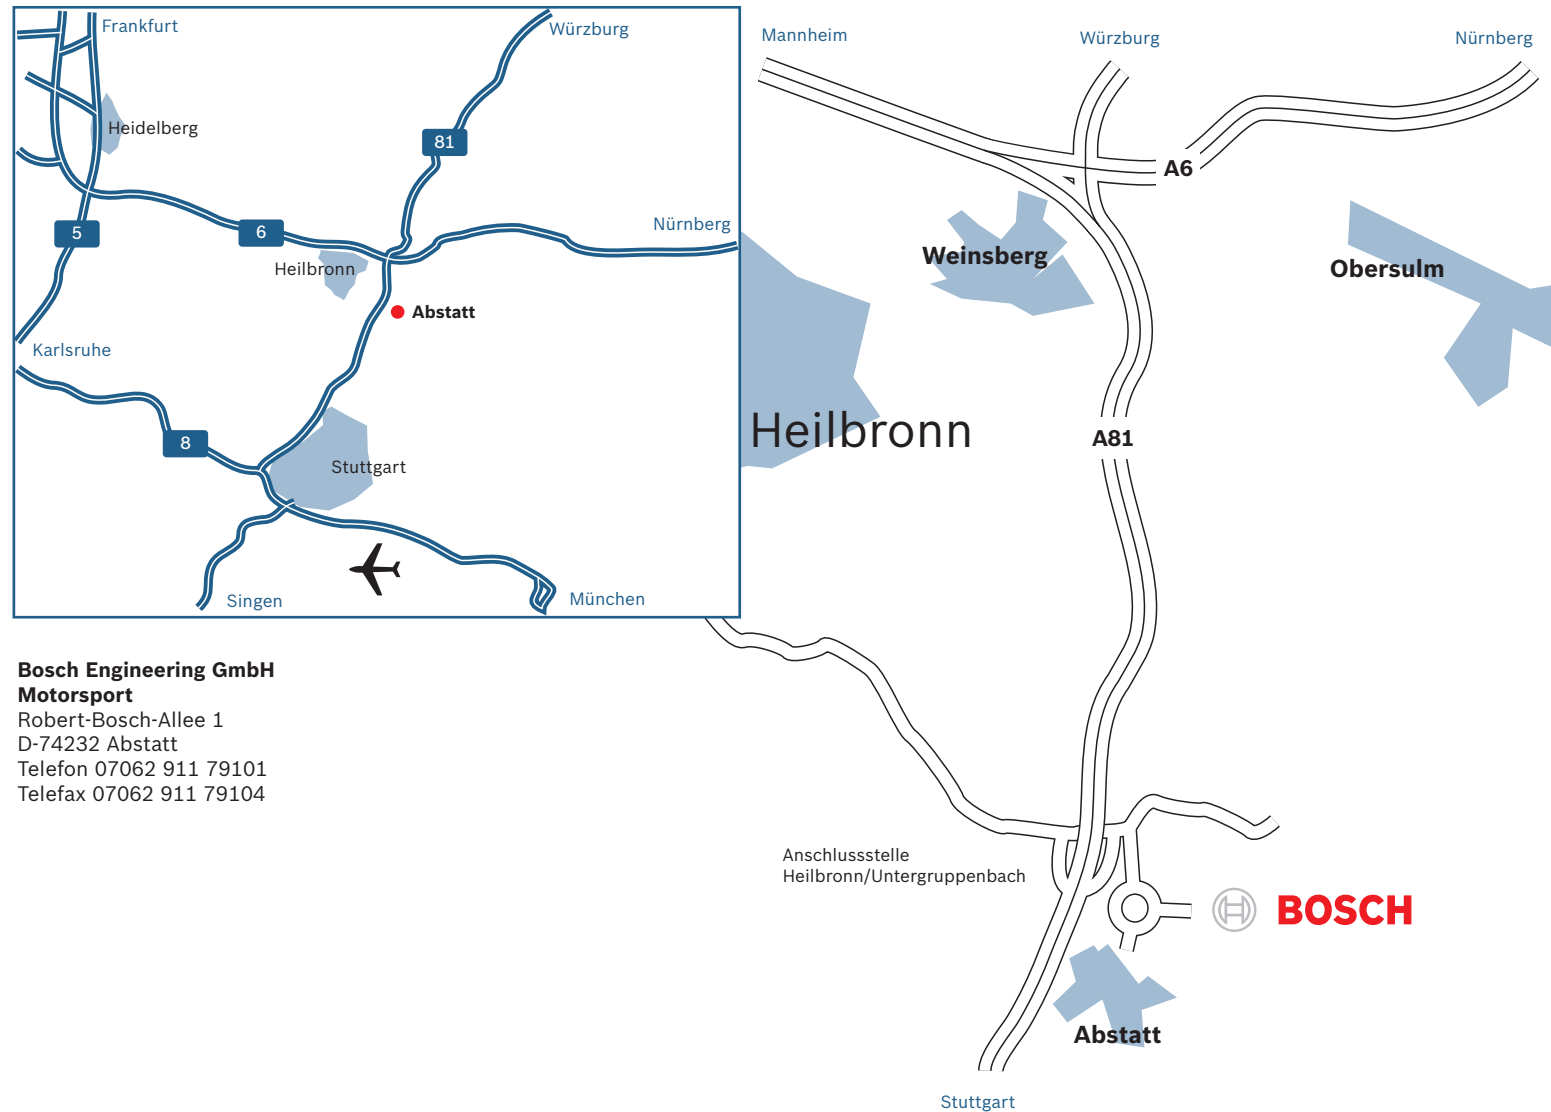 Frankfurt
Würzburg
Heidelberg
81
5
6
Nürnberg
Heilbronn
Abstatt
Karlsruhe
8
Stuttgart
Singen
München
Mannheim
Würzburg
Nürnberg
A6
Weinsberg
Obersulm
Heilbronn
A81
Bosch Engineering GmbH
Motorsport
Robert-Bosch-Allee 1
D-74232 Abstatt
Telefon 07062 911 79101
Telefax 07062 911 79104
Anschlussstelle
Heilbronn/Untergruppenbach
BOSCH
Abstatt
Stuttgart